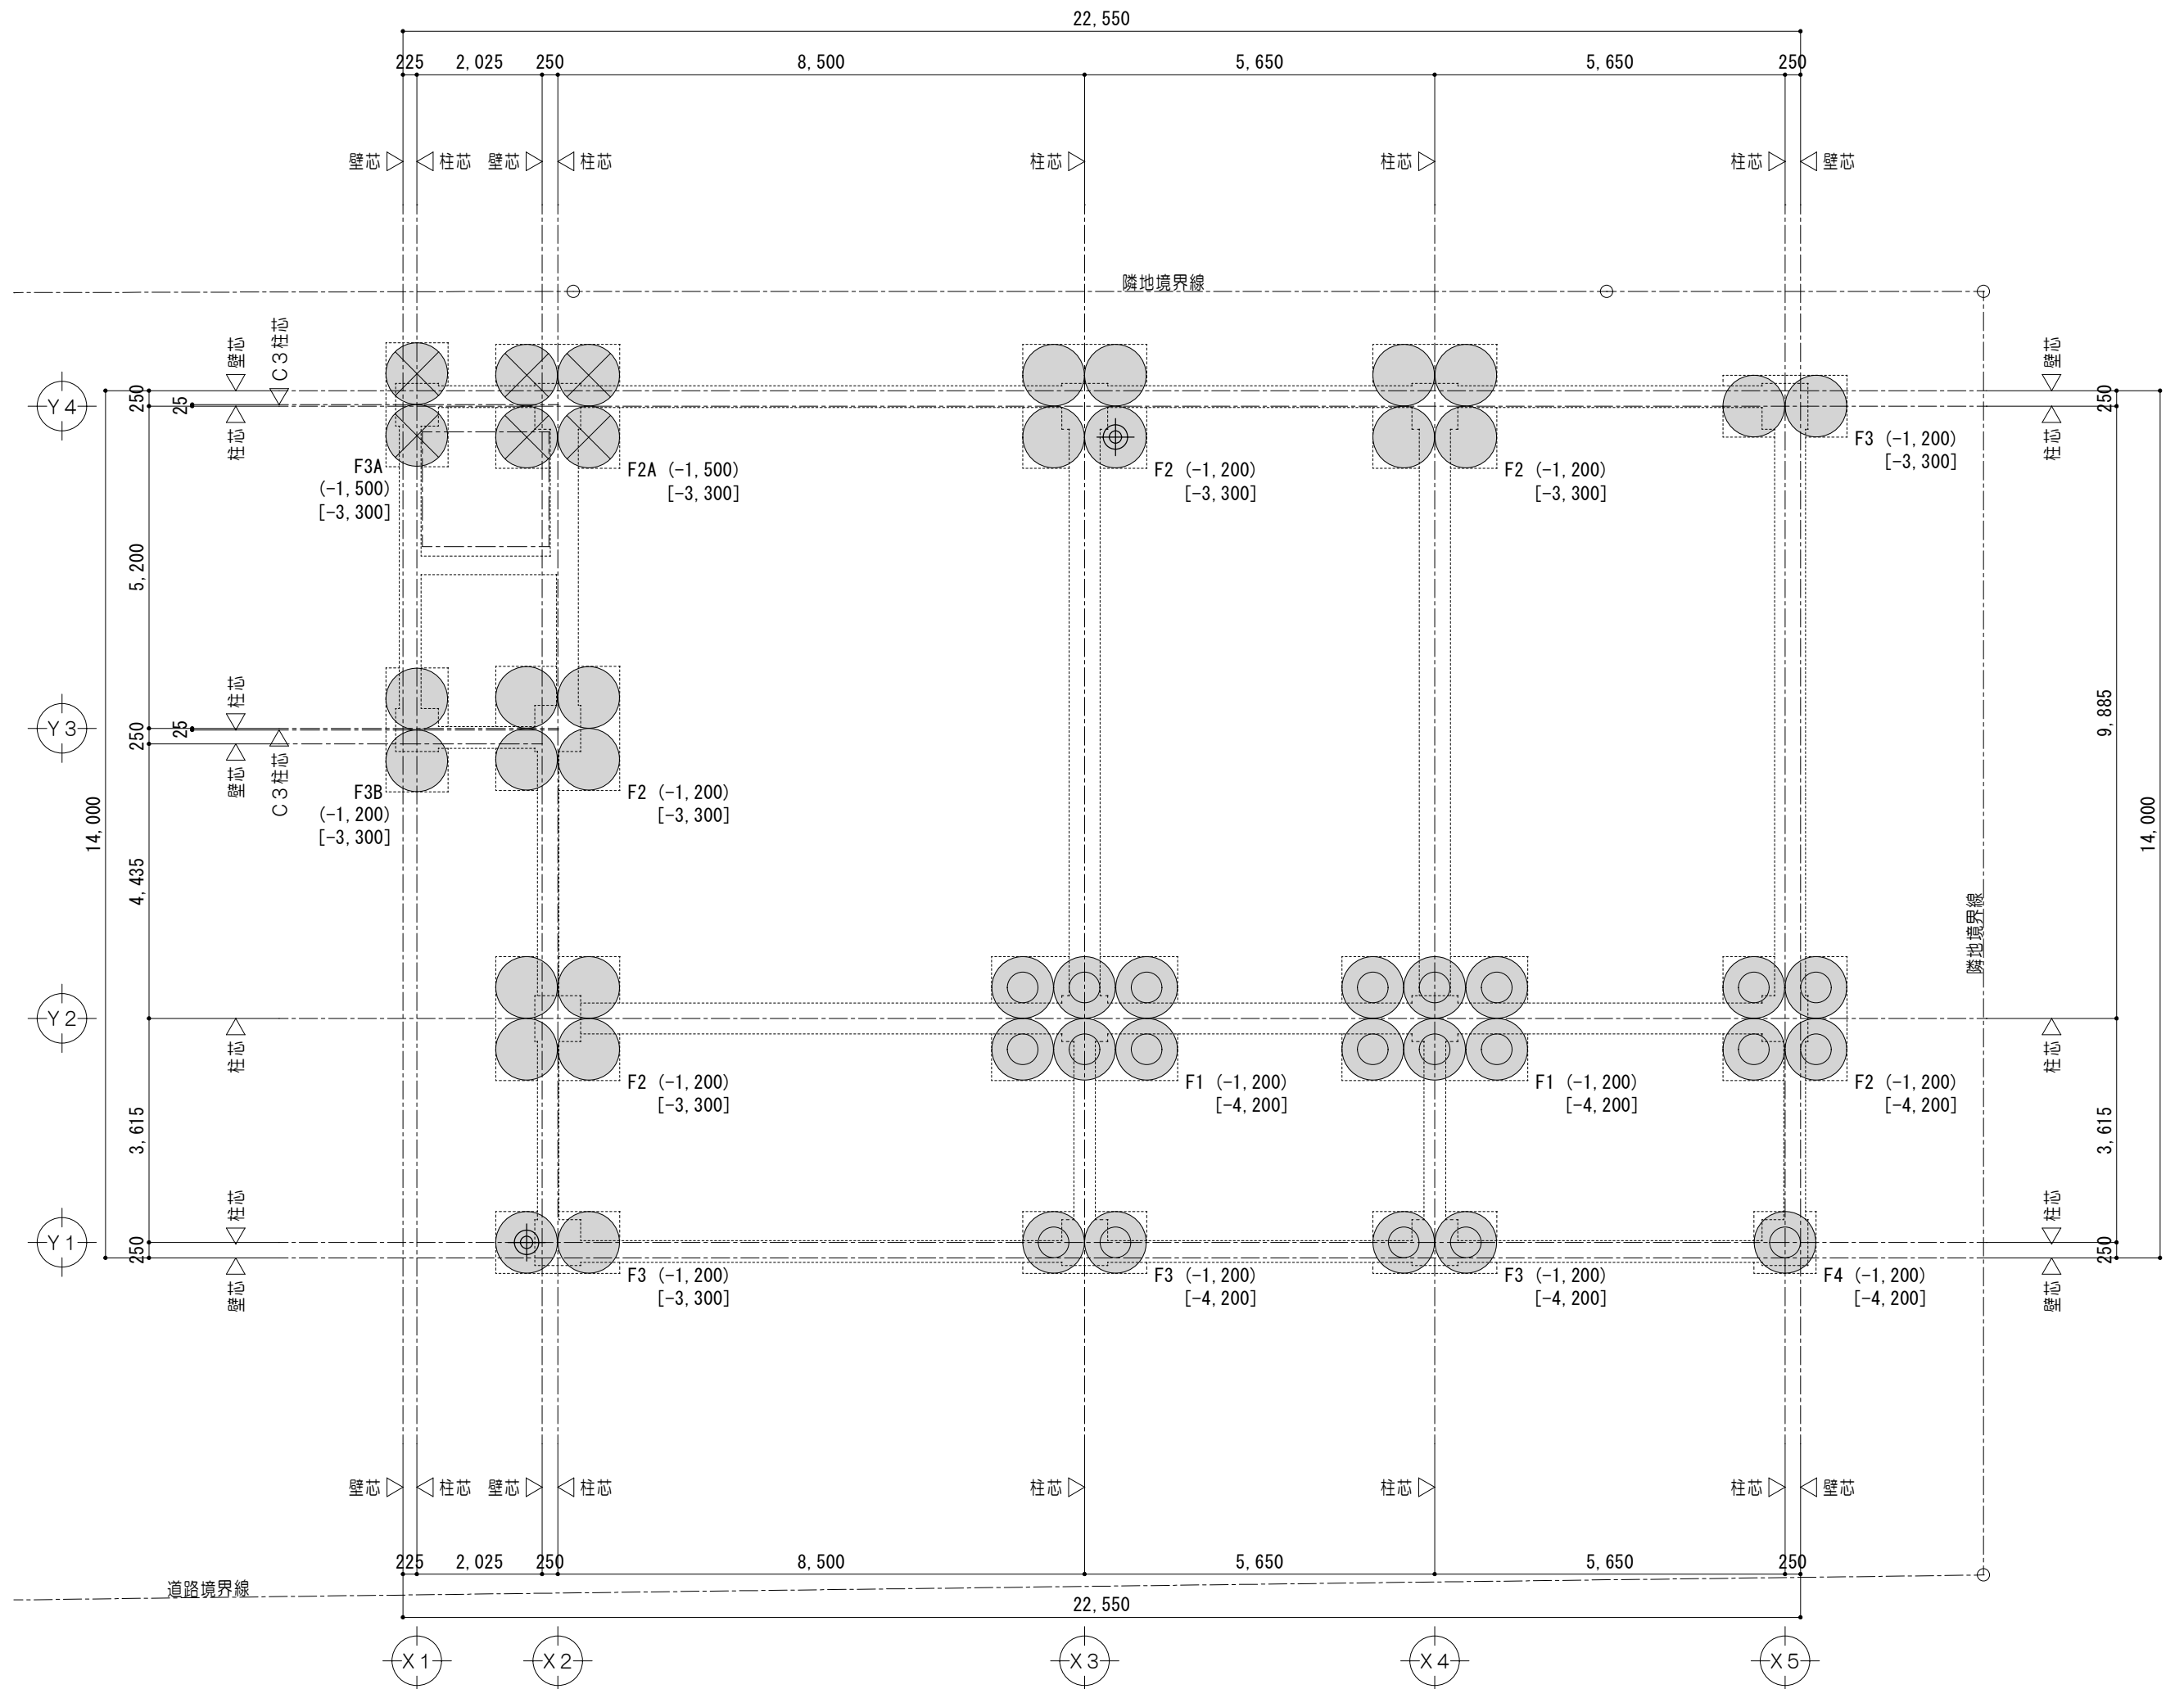 22,550
225 2,025 250 8,500 5,650 5,650 250
壁芯 柱芯 壁芯 柱芯 柱芯 柱芯 柱芯 壁芯
隣地境界線
壁芯
C3柱芯
壁芯
Y4
250
25
250
柱芯
柱芯
F3A
(-1,500)
[-3,300]
F2A (-1,500)
[-3,300]
F2 (-1,200)
[-3,300]
F2 (-1,200)
[-3,300]
F3 (-1,200)
[-3,300]
5,200
9,885
柱芯
Y3
250
25
壁芯
C3柱芯
F3B
(-1,200)
[-3,300]
F2 (-1,200)
[-3,300]
14,000
14,000
4,435
隣地境界線
Y2
柱芯
柱芯
F2 (-1,200)
[-3,300]
F1 (-1,200)
[-4,200]
F1 (-1,200)
[-4,200]
F2 (-1,200)
[-4,200]
3,615
3,615
柱芯
柱芯
Y1
250
250
壁芯
壁芯
F3 (-1,200)
[-3,300]
F3 (-1,200)
[-4,200]
F3 (-1,200)
[-4,200]
F4 (-1,200)
[-4,200]
壁芯 柱芯 壁芯 柱芯 柱芯 柱芯 柱芯 壁芯
225 2,025 250 8,500 5,650 5,650 250
道路境界線
22,550
X1 X2 X3 X4 X5